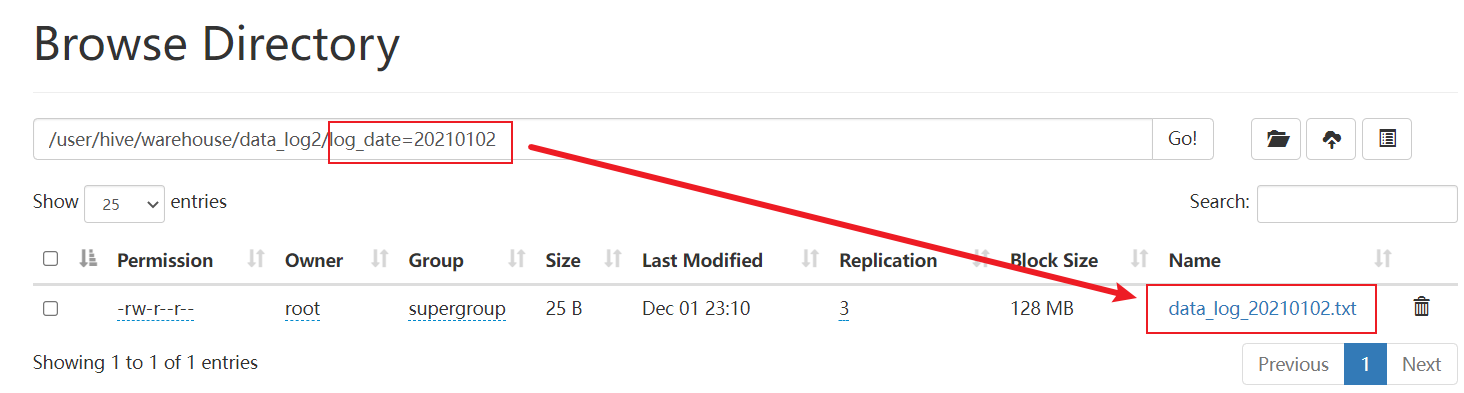 Browse Directory
/user/hive/warehouse/data_log2/log_date=20210102 Go!
Show 25 entries Search:
Permission Owner Group Size Last Modified Replication Block Size Name
-rw-r--r-- root supergroup 25 B Dec 01 23:10 3 128 MB data_log_20210102.txt
Showing 1 to 1 of 1 entries Previous 1 Next